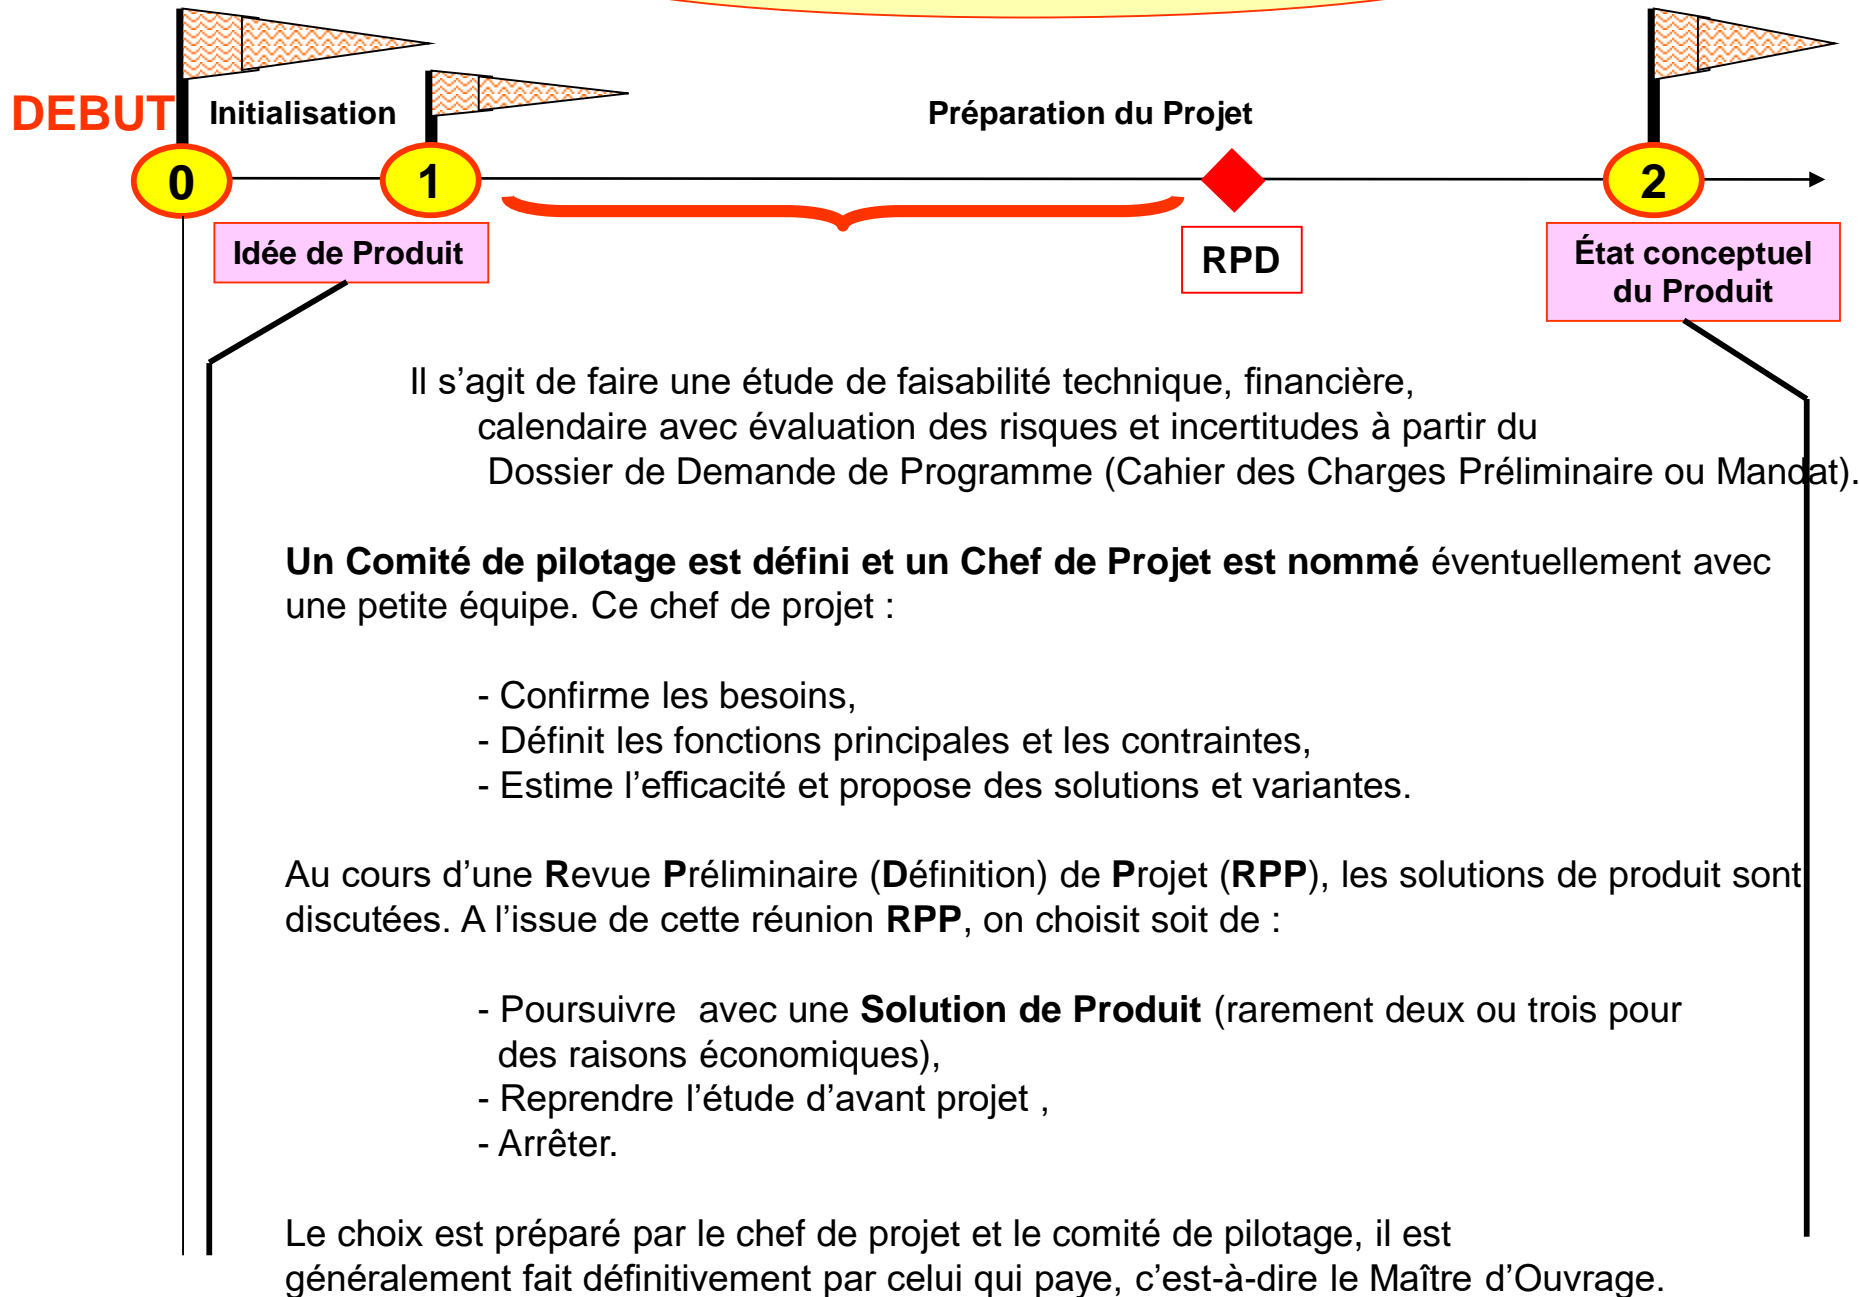 DEBUT Initialisation Préparation du Projet
0 1 2
Idée de Produit
RPD
État conceptuel
du Produit
Il s’agit de faire une étude de faisabilité technique, financière,
calendaire avec évaluation des risques et incertitudes à partir du
Dossier de Demande de Programme (Cahier des Charges Préliminaire ou Mandat).
Un Comité de pilotage est défini et un Chef de Projet est nommé éventuellement avec
une petite équipe. Ce chef de projet :
- Confirme les besoins,
- Définit les fonctions principales et les contraintes,
- Estime l’efficacité et propose des solutions et variantes.
Au cours d’une Revue Préliminaire (Définition) de Projet (RPP), les solutions de produit sont
discutées. A l’issue de cette réunion RPP, on choisit soit de :
- Poursuivre avec une Solution de Produit (rarement deux ou trois pour
des raisons économiques),
- Reprendre l’étude d’avant projet ,
- Arrêter.
Le choix est préparé par le chef de projet et le comité de pilotage, il est
généralement fait définitivement par celui qui paye, c’est-à-dire le Maître d’Ouvrage.